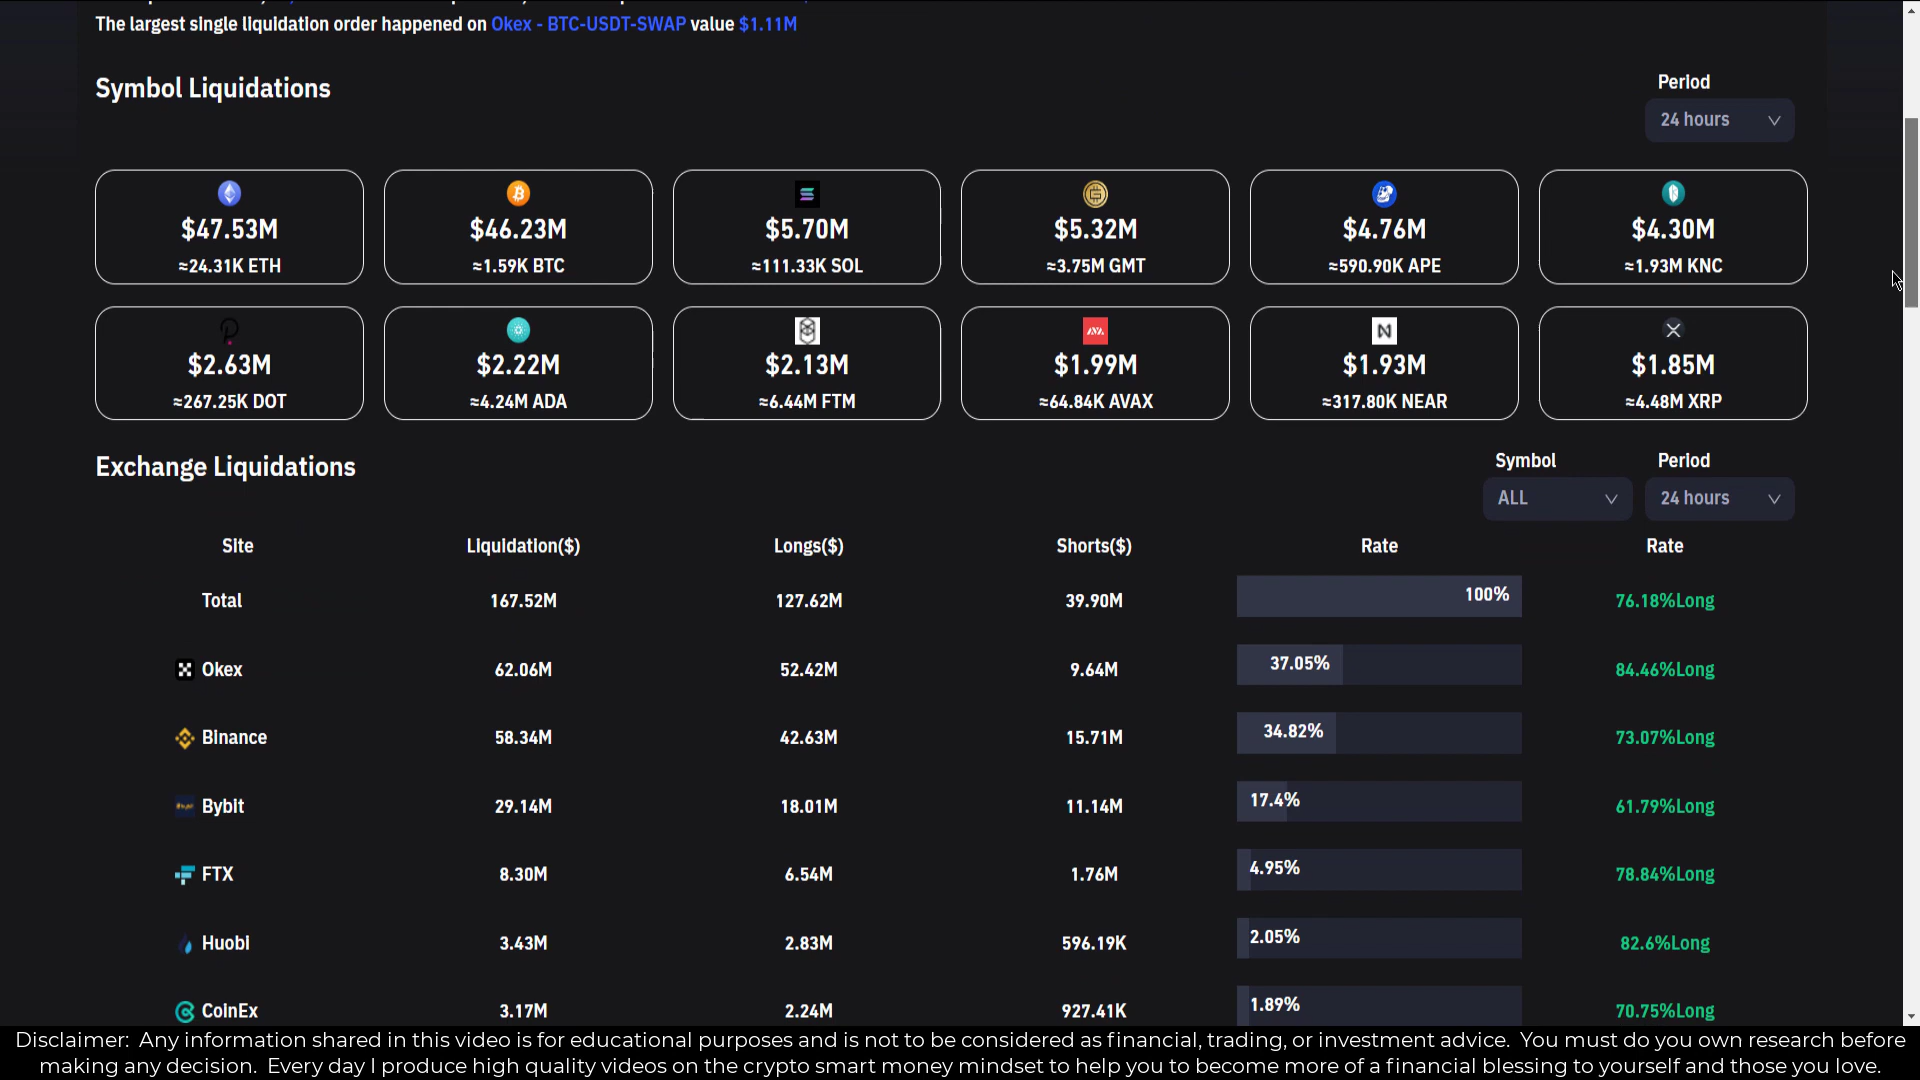 The largest single liquidation order happened on Okex - BTC-USDT-SWAP value $1.11M
Symbol Liquidations
Period
24 hours
$47.53M
≈24.31K ETH
$46.23M
≈1.59K BTC
$5.70M
≈111.33K SOL
$5.32M
≈3.75M GMT
$4.76M
≈590.90K APE
$4.30M
≈1.93M KNC
$2.63M
≈267.25K DOT
$2.22M
≈4.24M ADA
$2.13M
≈6.44M FTM
$1.99M
≈64.84K AVAX
$1.93M
≈317.80K NEAR
$1.85M
≈4.48M XRP
Exchange Liquidations
Symbol
ALL
Period
24 hours
Site Liquidation($) Longs($) Shorts($) Rate Rate
Total 167.52M 127.62M 39.90M 100% 76.18%Long
Okex 62.06M 52.42M 9.64M 37.05% 84.46%Long
Binance 58.34M 42.63M 15.71M 34.82% 73.07%Long
Bybit 29.14M 18.01M 11.14M 17.4% 61.79%Long
FTX 8.30M 6.54M 1.76M 4.95% 78.84%Long
Huobi 3.43M 2.83M 596.19K 2.05% 82.6%Long
CoinEx 3.17M 2.24M 927.41K 1.89% 70.75%Long
Disclaimer: Any information shared in this video is for educational purposes and is not to be considered as financial, trading, or investment advice. You must do you own research before
making any decision. Every day I produce high quality videos on the crypto smart money mindset to help you to become more of a financial blessing to yourself and those you love.